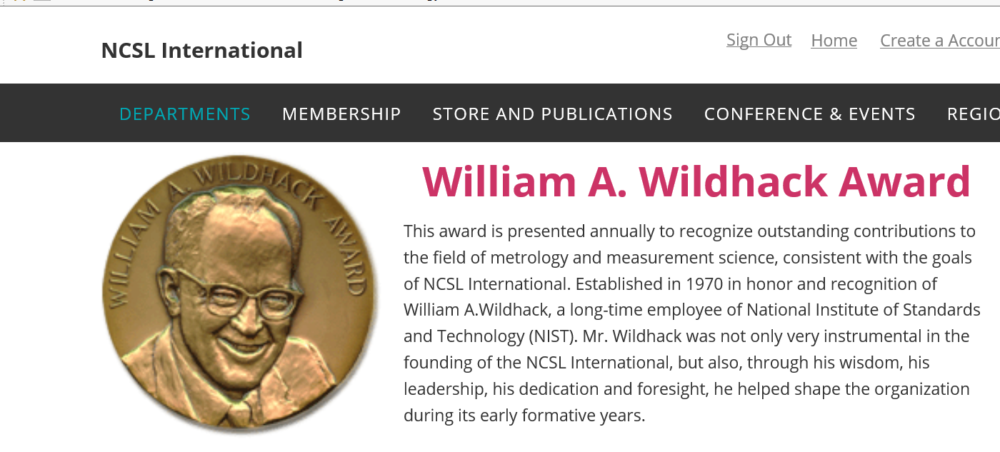 NCSL International
Sign Out Home Create a
DEPARTMENTS MEMBERSHIP STORE AND PUBLICATIONS CONFERENCE & EVENTS
WILLIAM A. WILDHACK AWARD
William A. Wildhack Award
This award is presented annually to recognize outstanding contributions to
the field of metrology and measurement science, consistent with the goals
of NCSL International. Established in 1970 in honor and recognition of
William A.Wildhack, a long-time employee of National Institute of Standards
and Technology (NIST). Mr. Wildhack was not only very instrumental in the
founding of the NCSL International, but also, through his wisdom, his
leadership, his dedication and foresight, he helped shape the organization
during its early formative years.